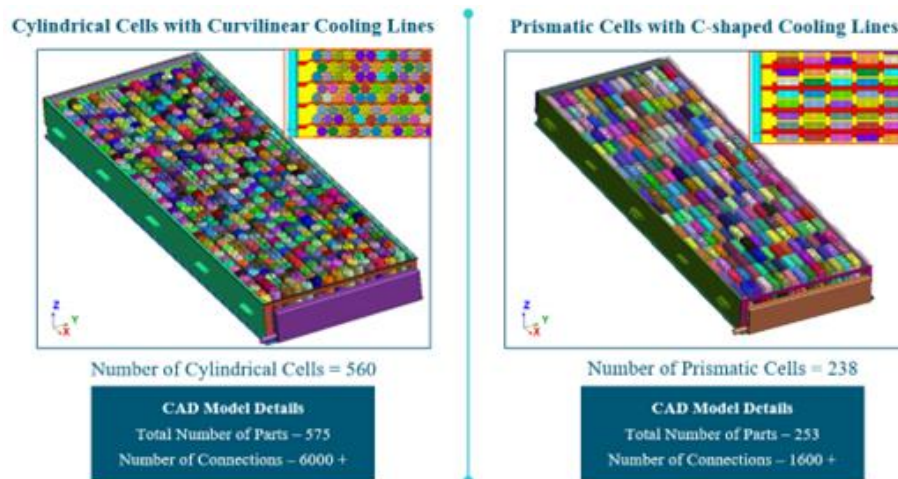 Cylindrical Cells with Curvilinear Cooling Lines
Z
Y
X
Number of Cylindrical Cells = 560
CAD Model Details
Total Number of Parts – 575
Number of Connections – 6000 +
Prismatic Cells with C-shaped Cooling Lines
Z
Y
X
Number of Prismatic Cells = 238
CAD Model Details
Total Number of Parts – 253
Number of Connections – 1600 +